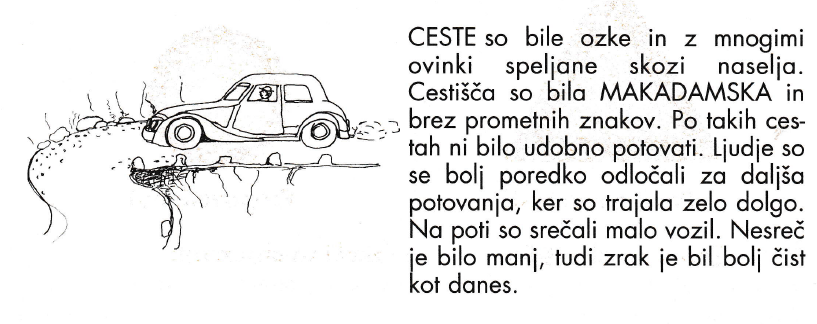 CESTE so bile ozke in z mnogimi
ovinki speljane skozi naselja.
Cestišča so bila MAKADAMSKA in
brez prometnih znakov. Po takih ces-
tah ni bilo udobno potovati. Ljudje so
se bolj poredko odločali za daljša
potovanja, ker so trajala zelo dolgo.
Na poti so srečali malo vozil. Nesreč
je bilo manj, tudi zrak je bil bolj čist
kot danes.